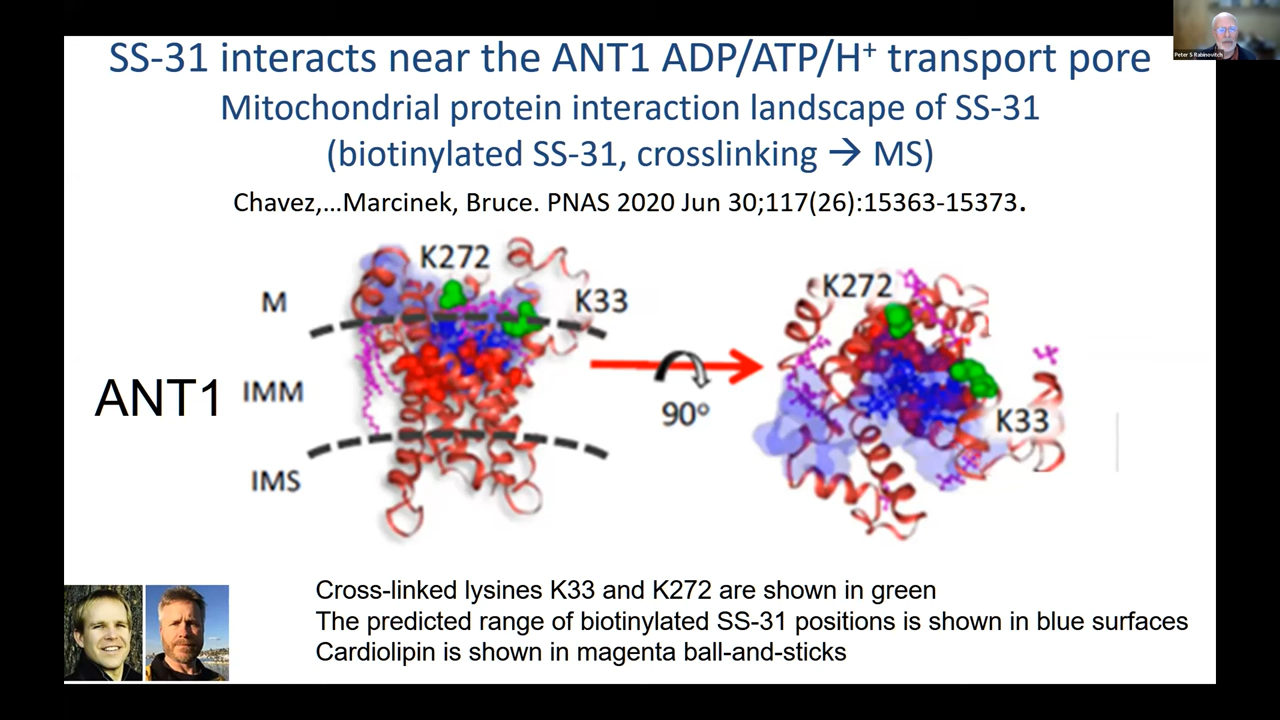 Peter S Rabinovitch
SS-31 interacts near the ANT1 ADP/ATP/H⁺ transport pore
Mitochondrial protein interaction landscape of SS-31
(biotinylated SS-31, crosslinking → MS)
Chavez,...Marcinek, Bruce. PNAS 2020 Jun 30;117(26):15363-15373.
K272
K272
M
K33
ANT1
IMM
90°
K33
IMS
Cross-linked lysines K33 and K272 are shown in green
The predicted range of biotinylated SS-31 positions is shown in blue surfaces
Cardiolipin is shown in magenta ball-and-sticks